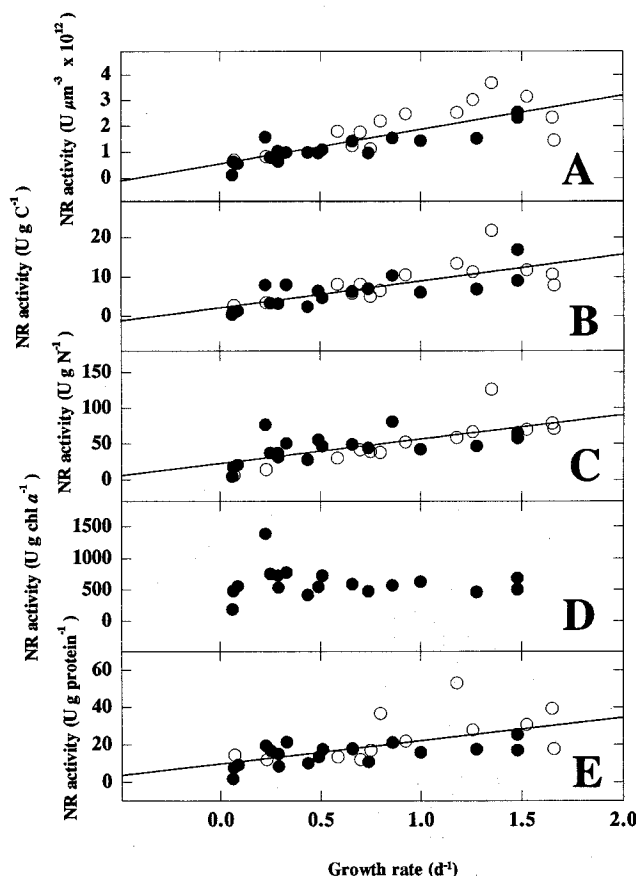 NR activity (U μm⁻³ x 10¹²)
4
3
2
1
0
A
NR activity (U g C⁻¹)
20
10
0
B
NR activity (U g N⁻¹)
150
100
50
0
C
NR activity (U g chl a⁻¹)
1500
1000
500
0
D
NR activity (U g protein⁻¹)
60
40
20
0
E
0.0 0.5 1.0 1.5 2.0
Growth rate (d⁻¹)